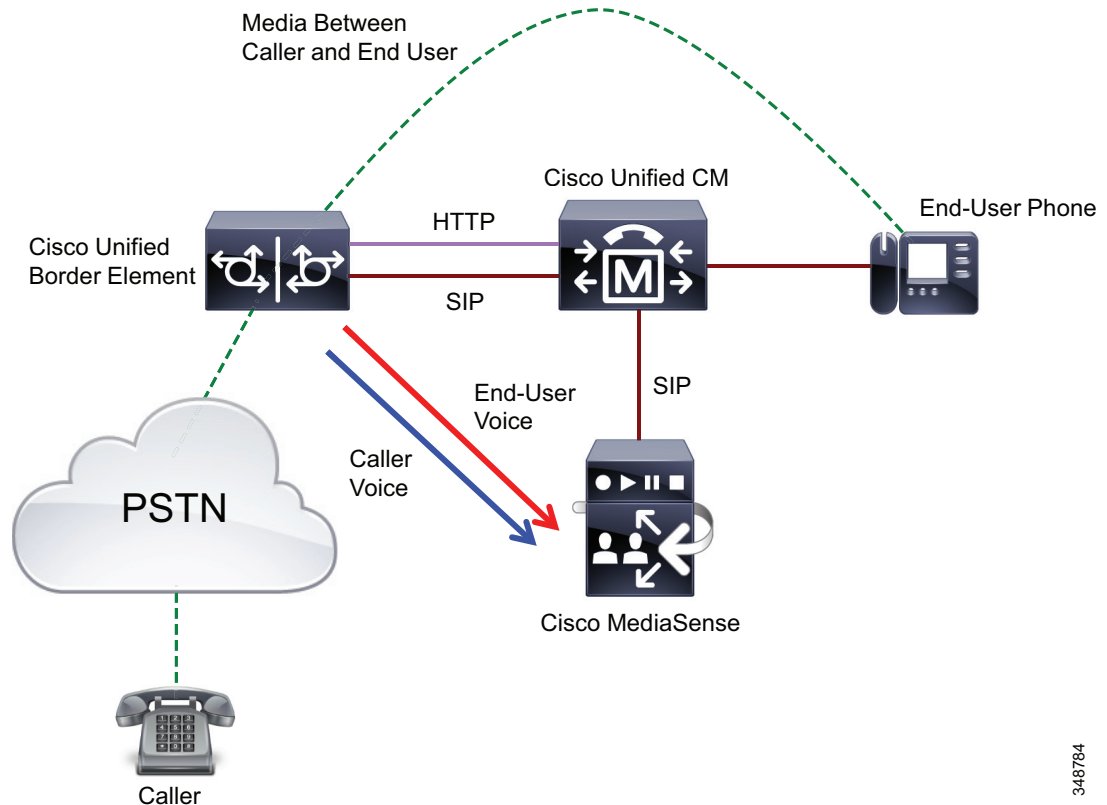 Media Between
Caller and End User
Cisco Unified CM
End-User Phone
HTTP
Cisco Unified
Border Element
M
SIP
End-User
Voice
SIP
Caller
Voice
PSTN
Cisco MediaSense
Caller
348784